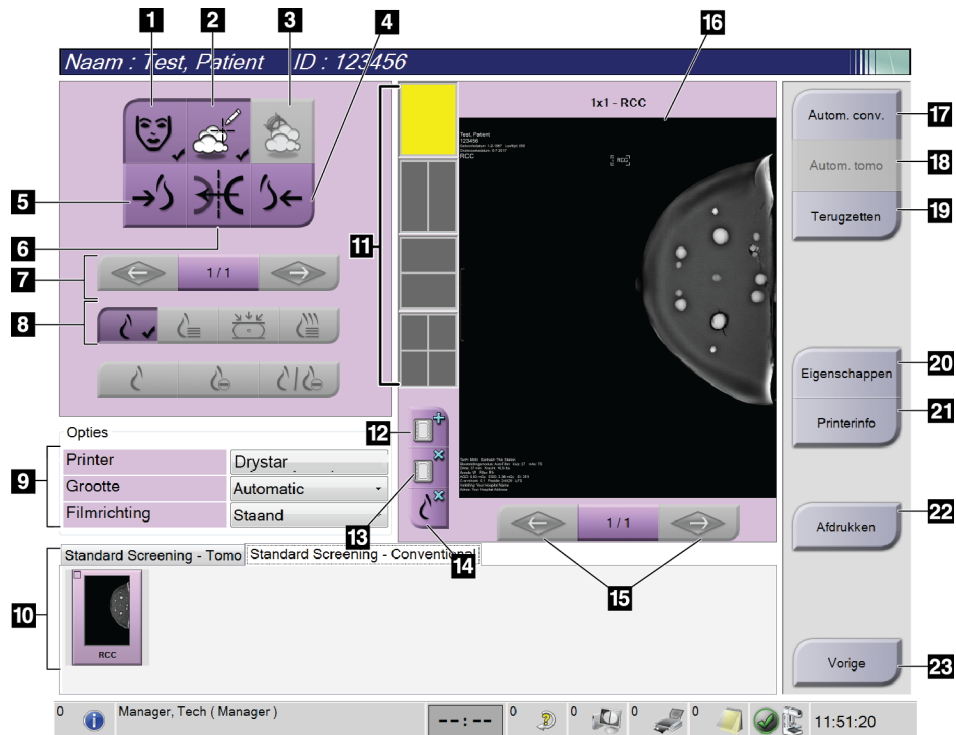 1
2
3
4
16
Naam : Test, Patient ID : 123456
1x1 - RCC
Test, Patient
123456
RCC
RCC
Autom. conv.
17
Autom. tomo
18
Terugzetten
19
5
6
11
7
1/1
8
Eigenschappen
20
Printerinfo
21
12
Opties
9
Printer
Drystar
Grootte
Automatic
Filmrichting
Staand
13
14
1/1
15
Afdrukken
22
Standard Screening - Tomo
Standard Screening - Conventional
10
RCC
Vorige
23
0
Manager, Tech ( Manager )
--:--
0
0
0
0
11:51:20